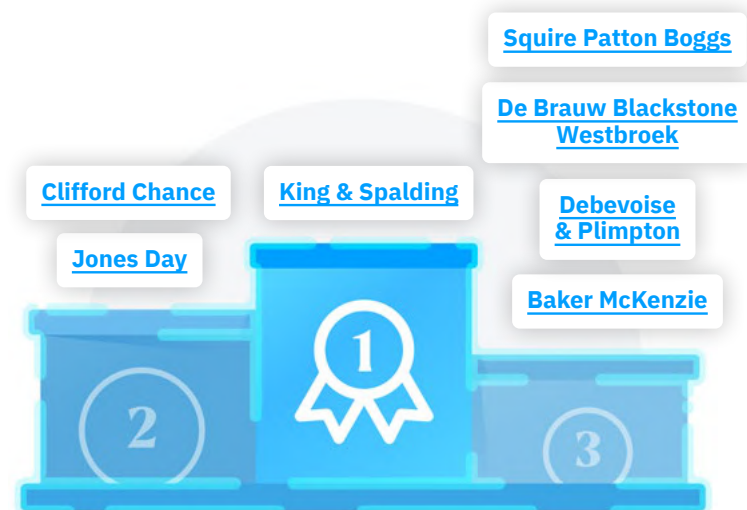 Squire Patton Boggs
De Brauw Blackstone
Westbroek
Clifford Chance
King & Spalding
Debevoise
& Plimpton
Jones Day
Baker McKenzie
1
2
3